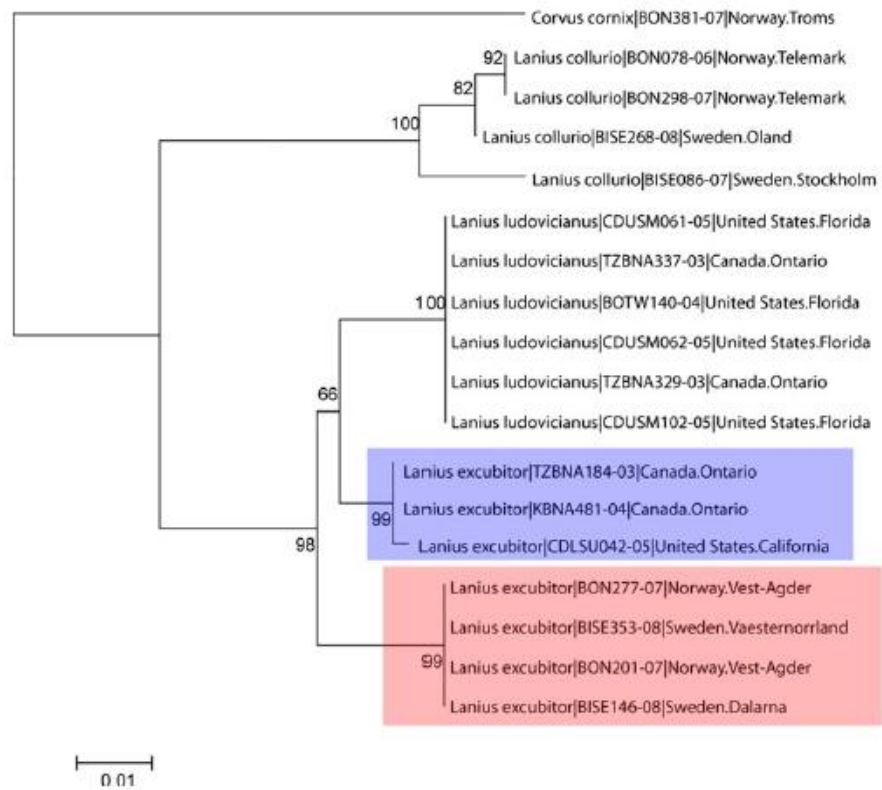 Corvus cornix|BON381-07|Norway.Troms
92
Lanius collurio|BON078-06|Norway.Telemark
82
Lanius collurio|BON298-07|Norway.Telemark
100
Lanius collurio|BISE268-08|Sweden.Oland
Lanius collurio|BISE086-07|Sweden.Stockholm
Lanius ludovicianus|CDUSM061-05|United States.Florida
Lanius ludovicianus|TZBNA337-03|Canada.Ontario
100
Lanius ludovicianus|BOTW140-04|United States.Florida
Lanius ludovicianus|CDUSM062-05|United States.Florida
Lanius ludovicianus|TZBNA329-03|Canada.Ontario
66
Lanius ludovicianus|CDUSM102-05|United States.Florida
Lanius excubitor|TZBNA184-03|Canada.Ontario
Lanius excubitor|KBNA481-04|Canada.Ontario
99
Lanius excubitor|CDLSU042-05|United States.California
98
Lanius excubitor|BON277-07|Norway.Vest-Agder
Lanius excubitor|BISE353-08|Sweden.Vaesternorrland
99
Lanius excubitor|BON201-07|Norway.Vest-Agder
Lanius excubitor|BISE146-08|Sweden.Dalarna
0.01